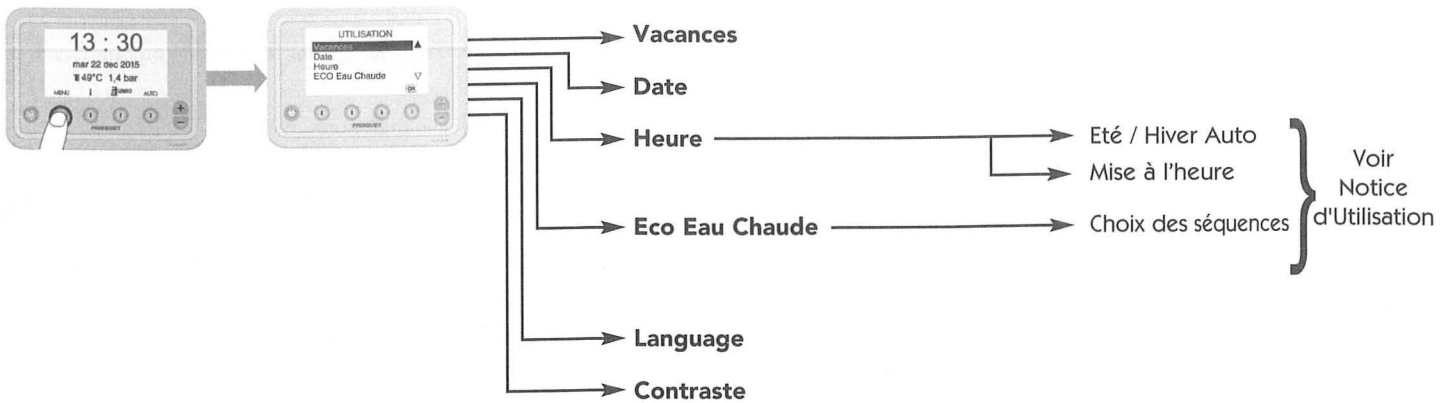 13 : 30
mar 22 dec 2015
49°C 1,4 bar
MENU
AUTO
FRISQUET
UTILISATION
Vacances
Date
Heure
ECO Eau Chaude
OK
FRISQUET
Vacances
Date
Heure
Eté / Hiver Auto
Mise à l'heure
Eco Eau Chaude
Choix des séquences
Voir
Notice
d'Utilisation
Language
Contraste